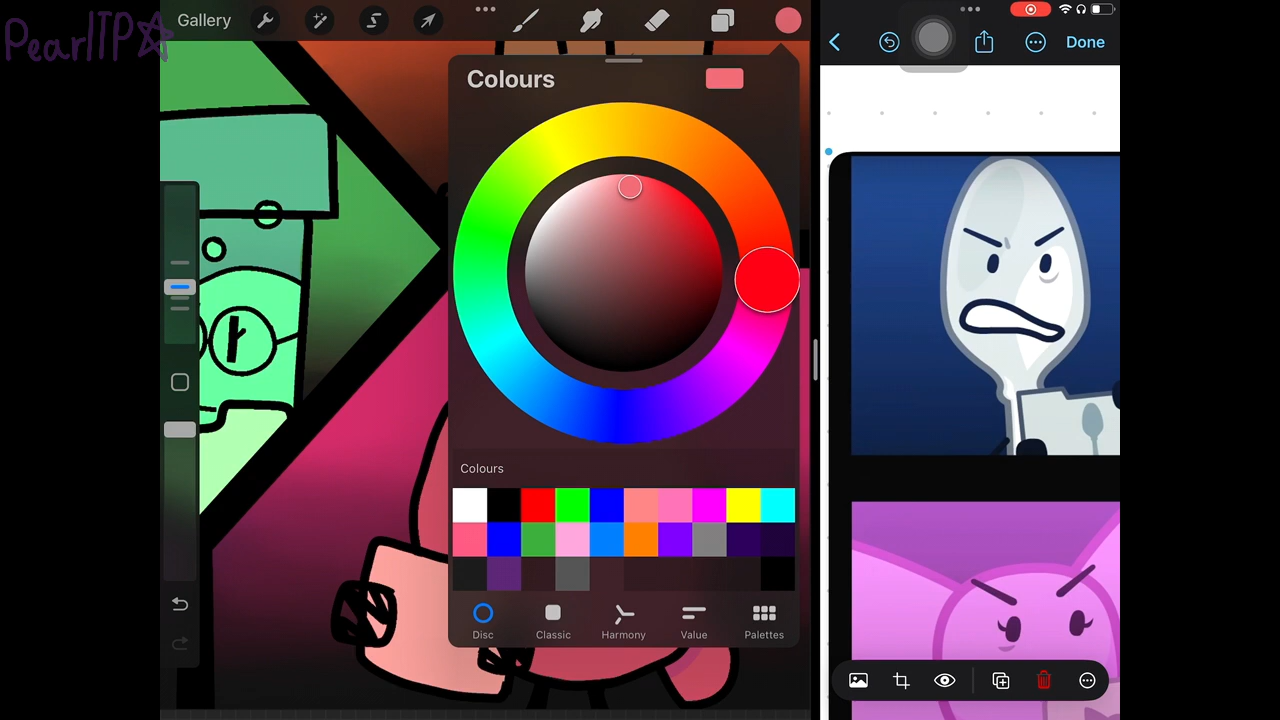 PearlTP☆
Gallery
Done
Colours
Colours
Disc
Classic
Harmony
Value
Palettes